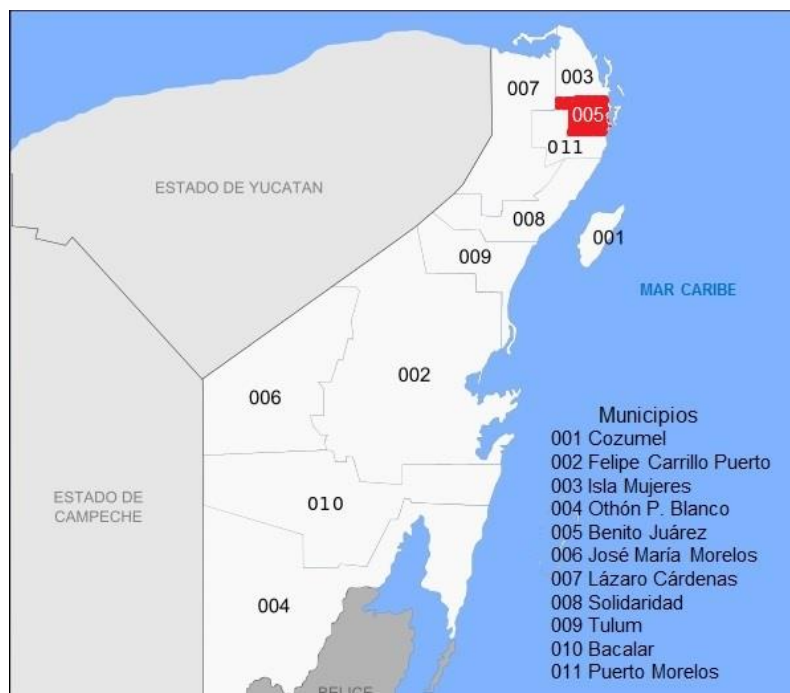 007
003
005
011
ESTADO DE YUCATAN
008
001
009
MAR CARIBE
002
006
Municipios
001 Cozumel
002 Felipe Carrillo Puerto
003 Isla Mujeres
004 Othón P. Blanco
005 Benito Juárez
006 José María Morelos
007 Lázaro Cárdenas
008 Solidaridad
009 Tulum
010 Bacalar
011 Puerto Morelos
ESTADO DE
CAMPECHE
010
004
BELICE